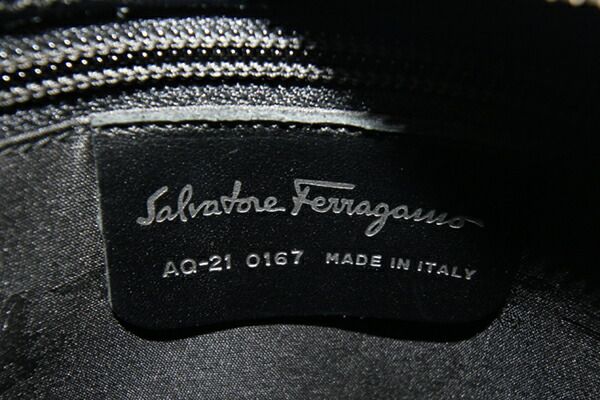 Salvatore Ferragamo
AQ-21 0167 MADE IN ITALY